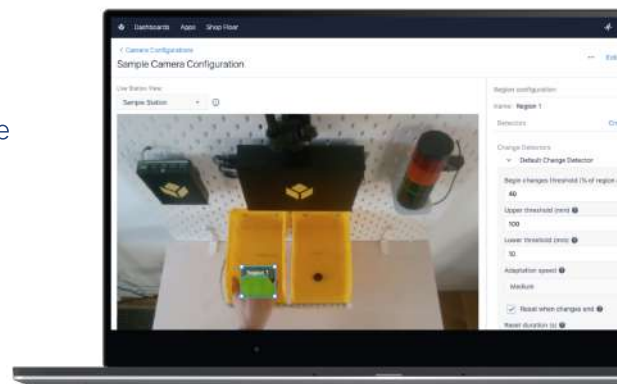 Dashboards Apps Shop Floor
< Camera Configurations
Sample Camera Configuration
Live Station View
Sample Station
Region configuration
Name: Region 1
Detectors
Change Detectors
Default Change Detector
Begin changes threshold (% of region
40
Upper threshold (mm)
100
Lower threshold (mm)
10
Adaptation speed
Medium
Reset when changes end
Reset duration (s)
Region 1
e